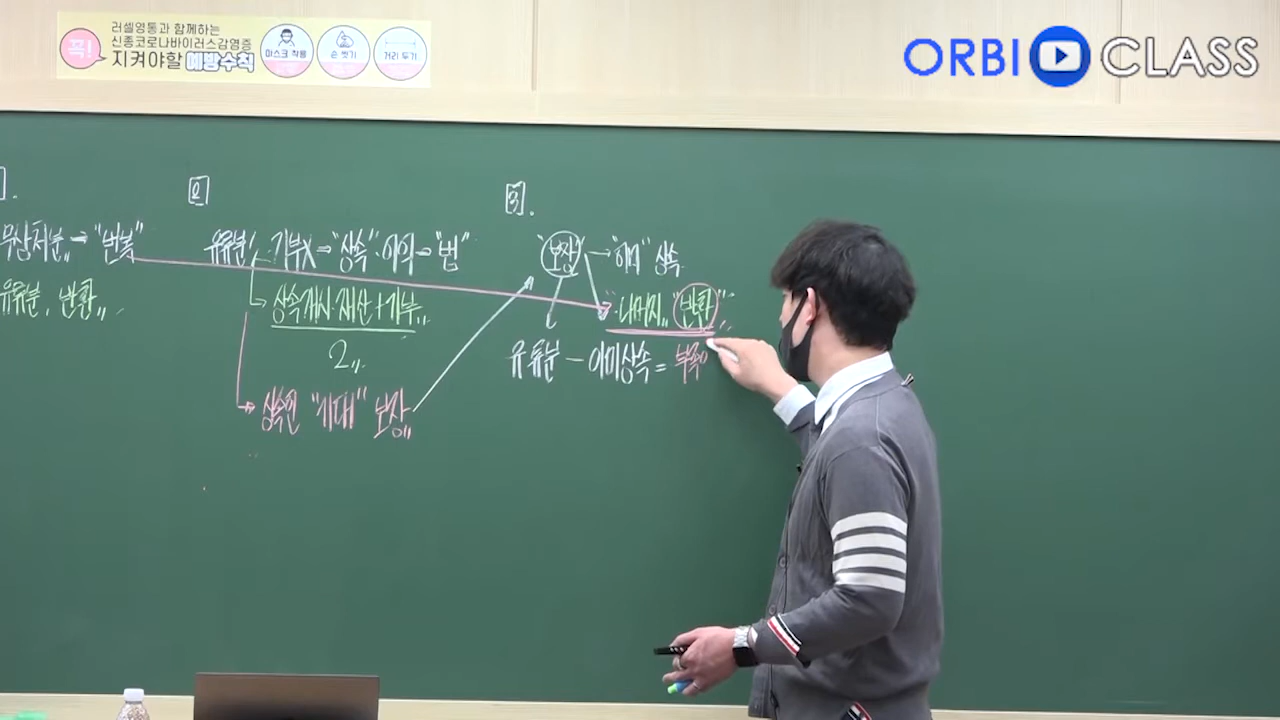 러셀영통과 함께하는
신종코로나바이러스감염증
꼭! 지켜야할 예방수칙
마스크 착용
손 씻기
거리 두기
ORBI CLASS
1.
무상처분 → "번복"
유류분, 반환
2
유류분 기부X → "상속" 이익 → "법"
상속개시·재산+기부
2
상속인 "기대" 보장
3.
"보장" → "이미" 상속
나머지 "반환"
유류분 - 이미상속 = 부족